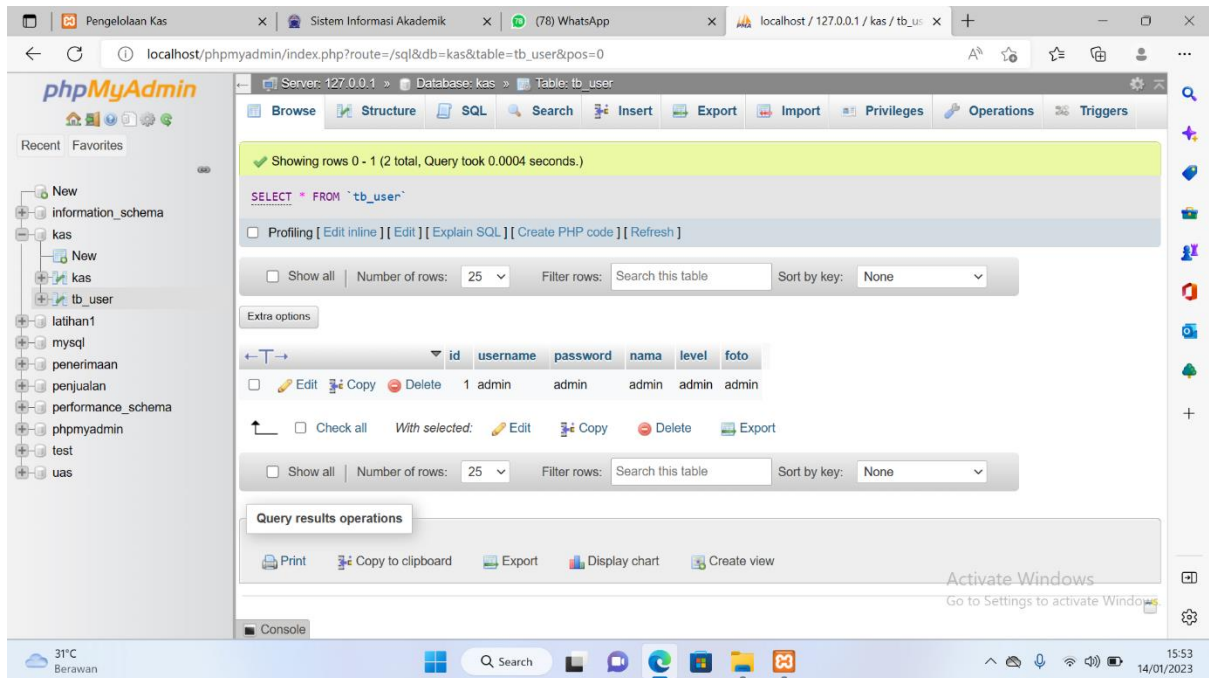 Pengelolaan Kas
Sistem Informasi Akademik
(78) WhatsApp
localhost / 127.0.0.1 / kas / tb_us
localhost/phpmyadmin/index.php?route=/sql&db=kas&table=tb_user&pos=0
phpMyAdmin
Recent Favorites
New
information_schema
kas
New
kas
tb_user
latihan1
mysql
penerimaan
penjualan
performance_schema
phpmyadmin
test
uas
Server: 127.0.0.1 » Database: kas » Table: tb_user
Browse Structure SQL Search Insert Export Import Privileges Operations Triggers
Showing rows 0 - 1 (2 total, Query took 0.0004 seconds.)
SELECT * FROM `tb_user`
Profiling [ Edit inline ] [ Edit ] [ Explain SQL ] [ Create PHP code ] [ Refresh ]
Show all | Number of rows: 25 Filter rows: Search this table Sort by key: None
Extra options
id username password nama level foto
Edit Copy Delete 1 admin admin admin admin admin
Check all With selected: Edit Copy Delete Export
Show all | Number of rows: 25 Filter rows: Search this table Sort by key: None
Query results operations
Print Copy to clipboard Export Display chart Create view
Activate Windows
Go to Settings to activate Windows.
Console
31°C
Berawan
Search
15:53
14/01/2023